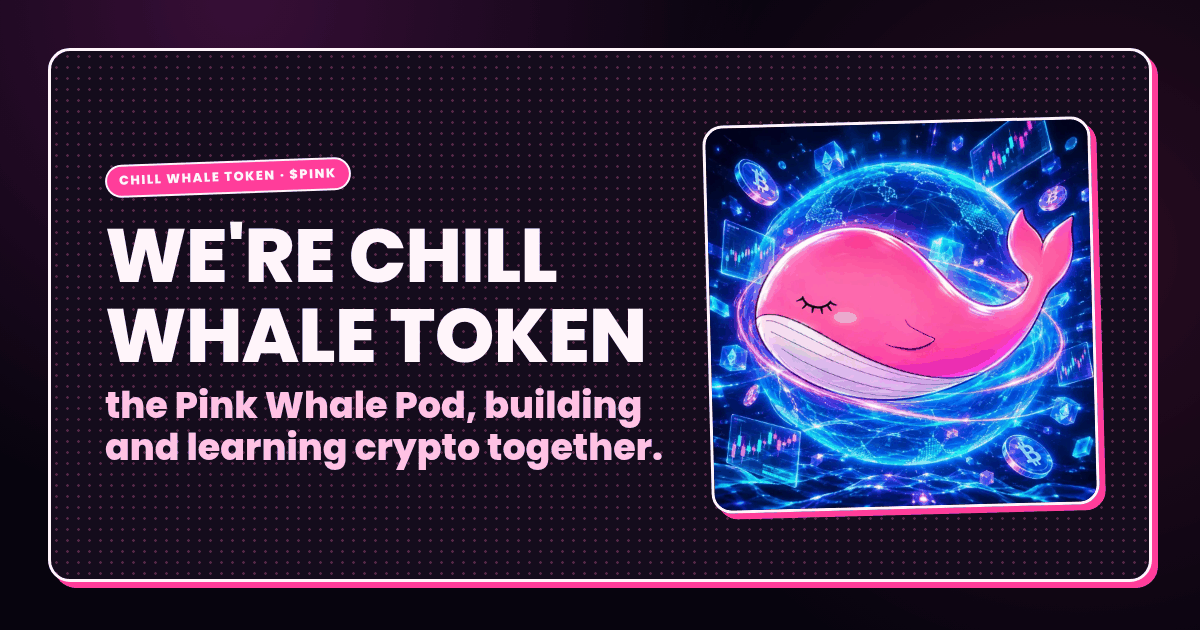 CHILL WHALE TOKEN · $PINK
WE'RE CHILL
WHALE TOKEN
the Pink Whale Pod, building
and learning crypto together.